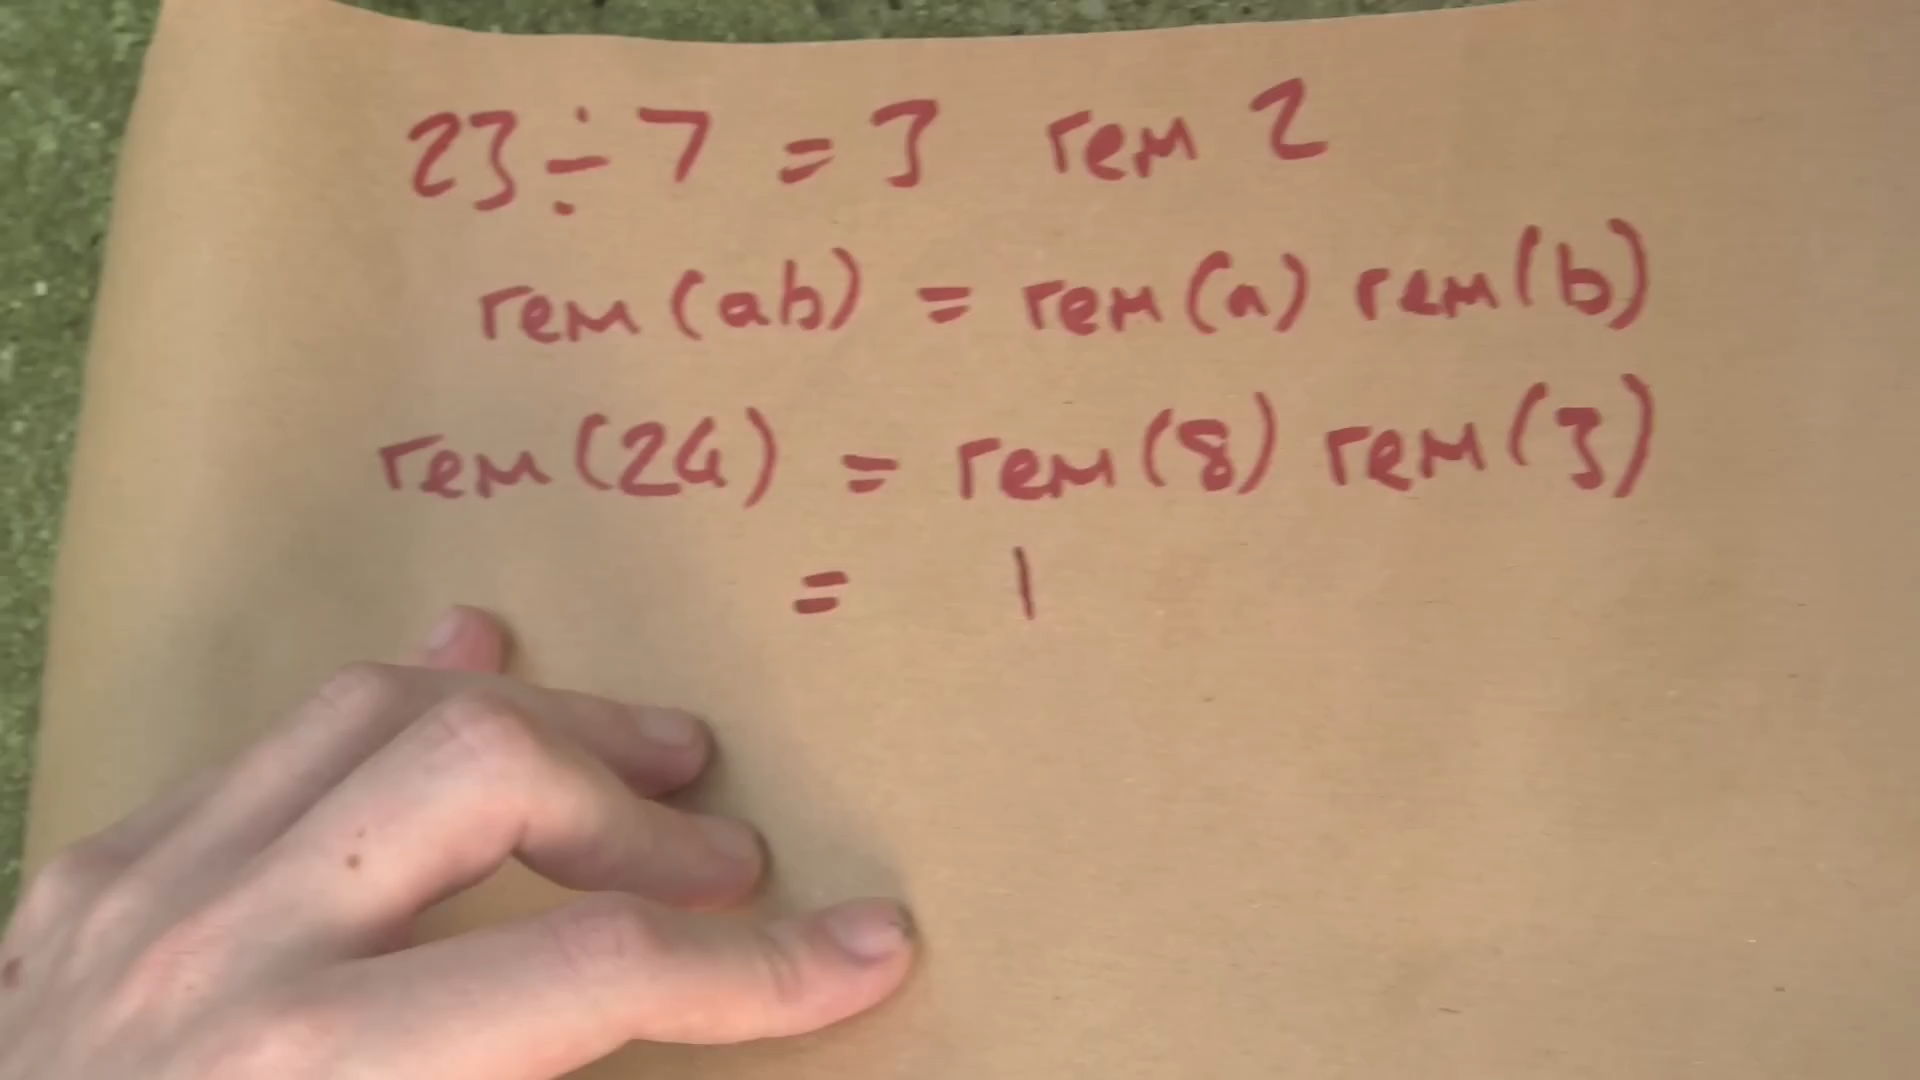 23 ÷ 7 = 3 rem 2
rem (ab) = rem (a) rem (b)
rem (24) = rem (8) rem (3)
= 1